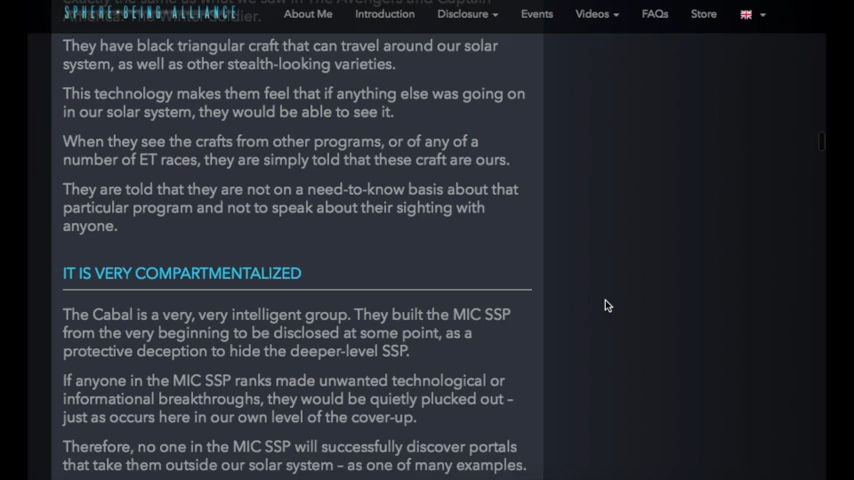 SPHERE BEING ALLIANCE
About Me
Introduction
Disclosure
Events
Videos
FAQs
Store
They have black triangular craft that can travel around our solar
system, as well as other stealth-looking varieties.
This technology makes them feel that if anything else was going on
in our solar system, they would be able to see it.
When they see the crafts from other programs, or of any of a
number of ET races, they are simply told that these craft are ours.
They are told that they are not on a need-to-know basis about that
particular program and not to speak about their sighting with
anyone.
IT IS VERY COMPARTMENTALIZED
The Cabal is a very, very intelligent group. They built the MIC SSP
from the very beginning to be disclosed at some point, as a
protective deception to hide the deeper-level SSP.
If anyone in the MIC SSP ranks made unwanted technological or
informational breakthroughs, they would be quietly plucked out –
just as occurs here in our own level of the cover-up.
Therefore, no one in the MIC SSP will successfully discover portals
that take them outside our solar system – as one of many examples.